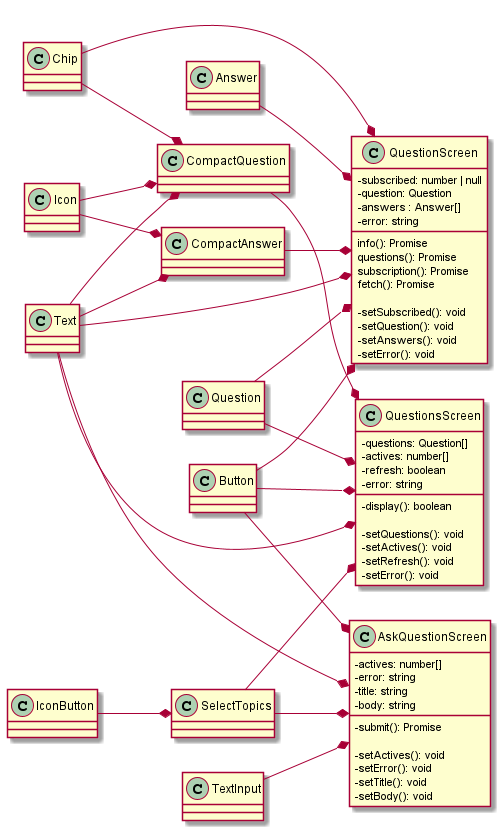 C Chip
C Answer
C CompactQuestion
C Icon
C CompactAnswer
C Text
C Question
C Button
C IconButton
C SelectTopics
C TextInput
C QuestionScreen
-subscribed: number | null
-question: Question
-answers : Answer[]
-error: string
info(): Promise
questions(): Promise
subscription(): Promise
fetch(): Promise
-setSubscribed(): void
-setQuestion(): void
-setAnswers(): void
-setError(): void
C QuestionsScreen
-questions: Question[]
-actives: number[]
-refresh: boolean
-error: string
-display(): boolean
-setQuestions(): void
-setActives(): void
-setRefresh(): void
-setError(): void
C AskQuestionScreen
-actives: number[]
-error: string
-title: string
-body: string
-submit(): Promise
-setActives(): void
-setError(): void
-setTitle(): void
-setBody(): void